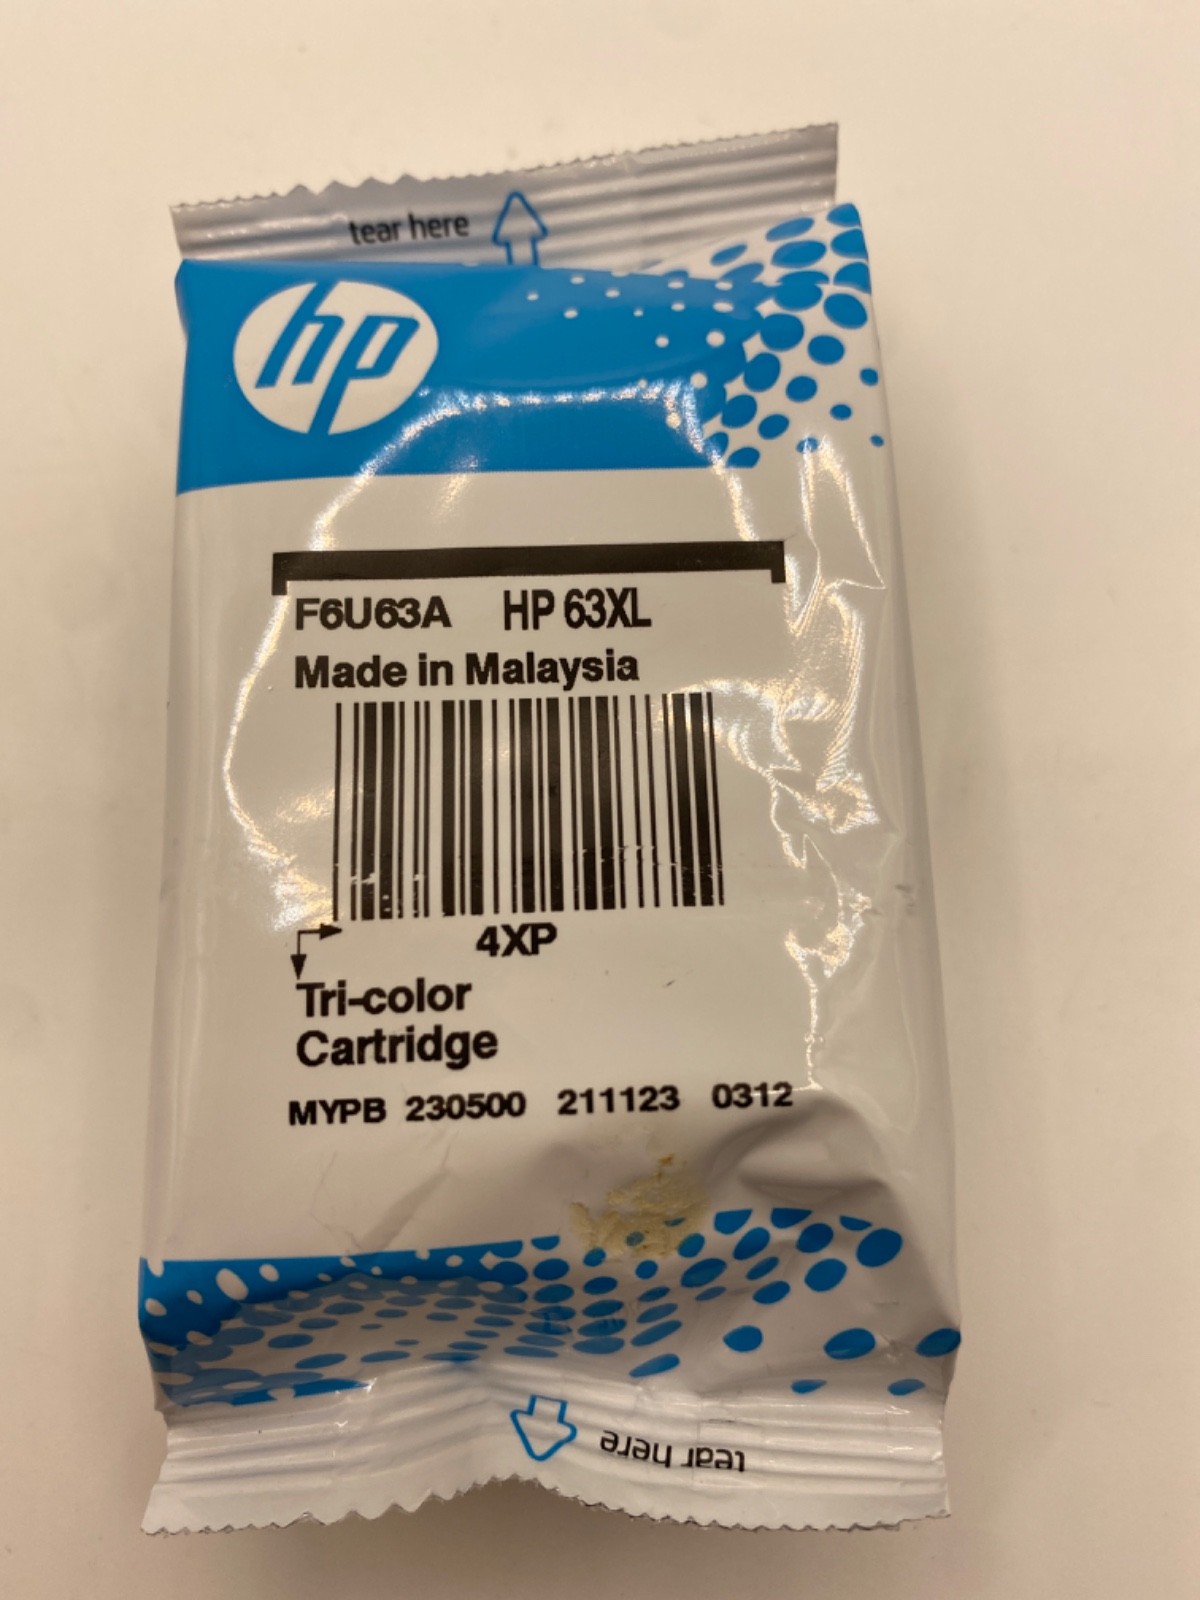 tear here
hp
F6U63A HP 63XL
Made in Malaysia
4XP
Tri-color
Cartridge
MYPB 230500 211123 0312
tear here